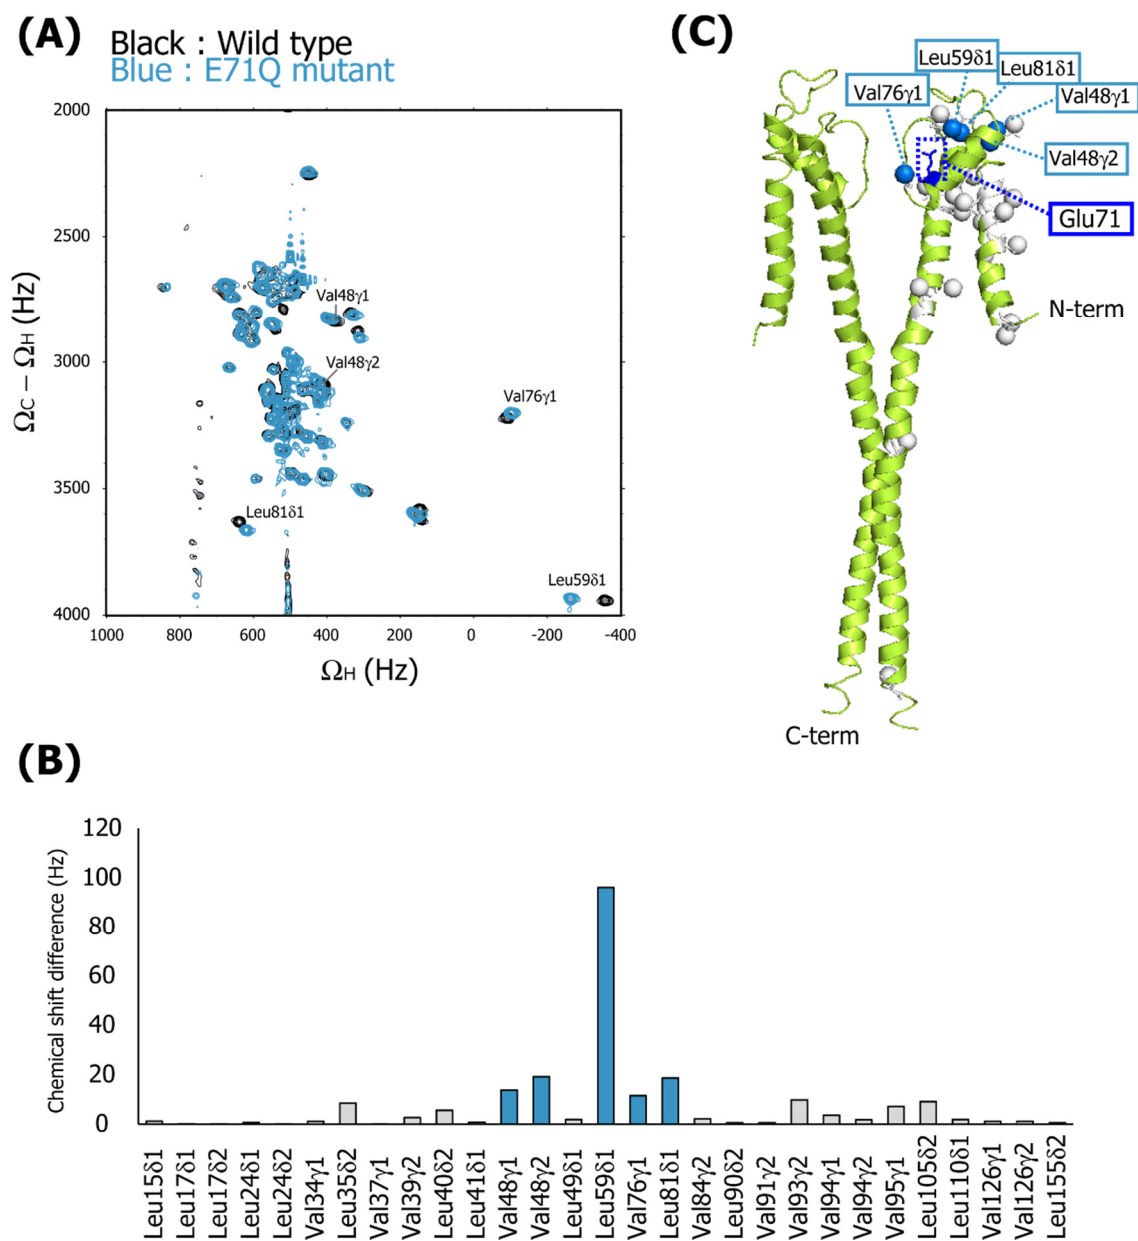 (A)
Black : Wild type
Blue : E71Q mutant
2000
2500
3000
3500
4000
ΩC – ΩH (Hz)
Val48γ1
Val48γ2
Val76γ1
Leu81δ1
Leu59δ1
1000 800 600 400 200 0 -200 -400
ΩH (Hz)
(C)
Leu59δ1
Leu81δ1
Val76γ1
Val48γ1
Val48γ2
Glu71
N-term
C-term
(B)
Chemical shift difference (Hz)
120
100
80
60
40
20
0
Leu15δ1
Leu17δ1
Leu17δ2
Leu24δ1
Leu24δ2
Val34γ1
Leu35δ2
Val37γ1
Val39γ2
Leu40δ2
Leu41δ1
Val48γ1
Val48γ2
Leu49δ1
Leu59δ1
Val76γ1
Leu81δ1
Val84γ2
Leu90δ2
Val91γ2
Val93γ2
Val94γ1
Val94γ2
Val95γ1
Leu105δ2
Leu110δ1
Val126γ1
Val126γ2
Leu155δ2